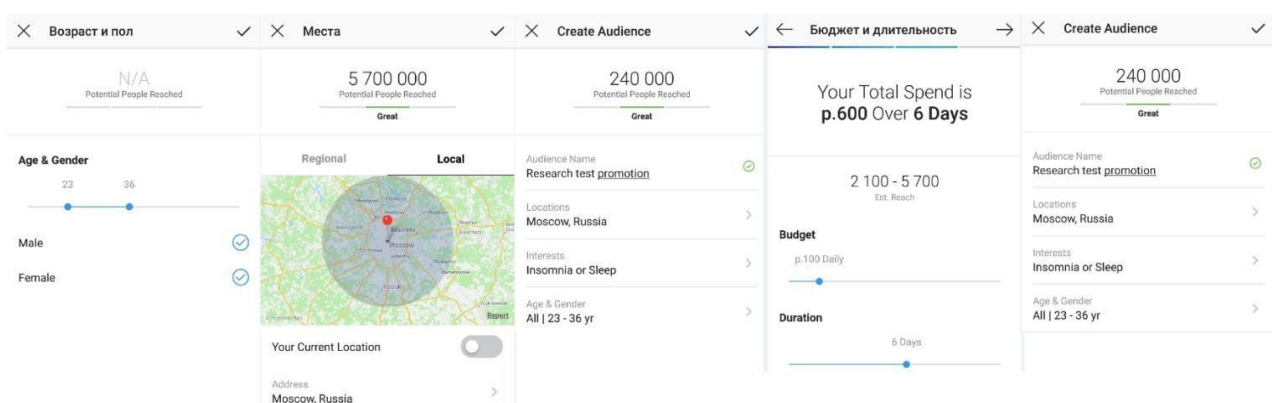 Возраст и пол
N/A
Potential People Reached
Age & Gender
23 36
Male
Female
Места
5 700 000
Potential People Reached
Great
Regional Local
Moscow
Report
Your Current Location
Address
Moscow, Russia
Create Audience
240 000
Potential People Reached
Great
Audience Name
Research test promotion
Locations
Moscow, Russia
Interests
Insomnia or Sleep
Age & Gender
All | 23 - 36 yr
Бюджет и длительность
Your Total Spend is
р.600 Over 6 Days
2 100 - 5 700
Est. Reach
Budget
р.100 Daily
Duration
6 Days
Create Audience
240 000
Potential People Reached
Great
Audience Name
Research test promotion
Locations
Moscow, Russia
Interests
Insomnia or Sleep
Age & Gender
All | 23 - 36 yr